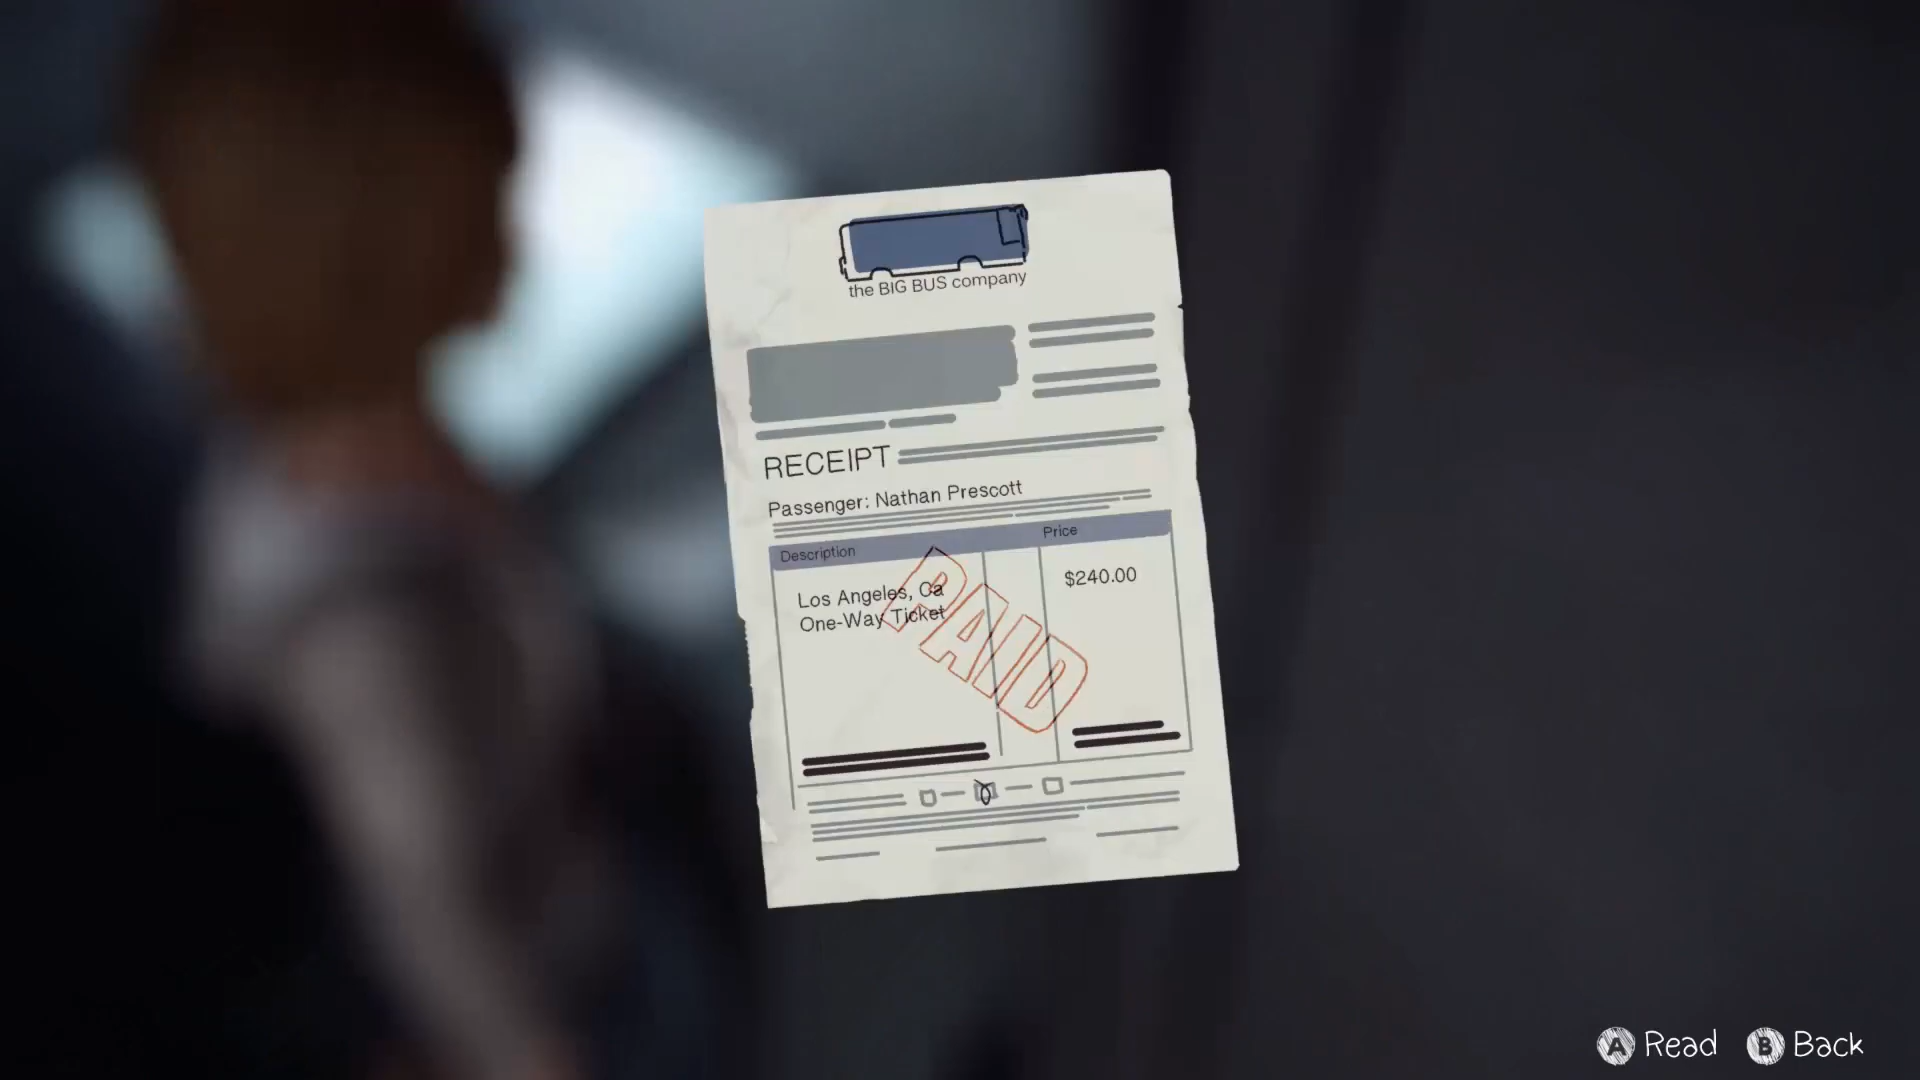 the BIG BUS company
RECEIPT
Passenger: Nathan Prescott
Description Price
Los Angeles, Ca $240.00
One-Way Ticket
PAID
A Read B Back